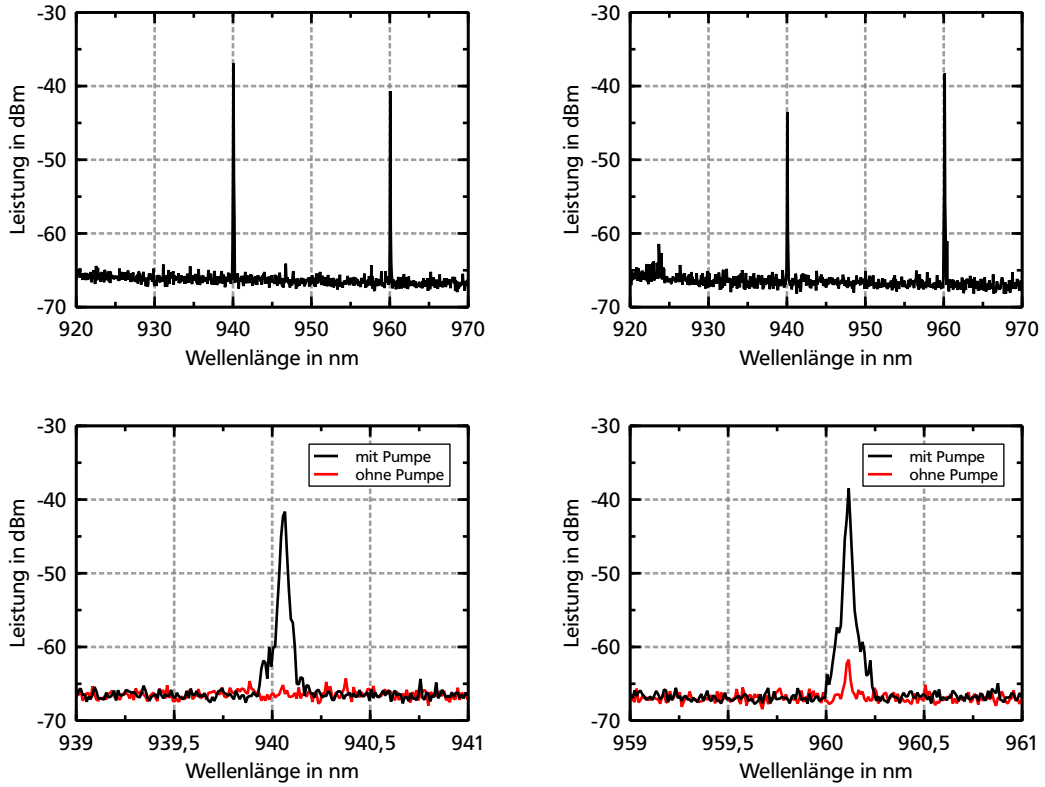 -30
-40
-50
-60
-70
920 930 940 950 960 970
Leistung in dBm
Wellenlänge in nm
-30
-40
-50
-60
-70
920 930 940 950 960 970
Leistung in dBm
Wellenlänge in nm
-30
-40
-50
-60
-70
939 939,5 940 940,5 941
Leistung in dBm
Wellenlänge in nm
mit Pumpe
ohne Pumpe
-30
-40
-50
-60
-70
959 959,5 960 960,5 961
Leistung in dBm
Wellenlänge in nm
mit Pumpe
ohne Pumpe